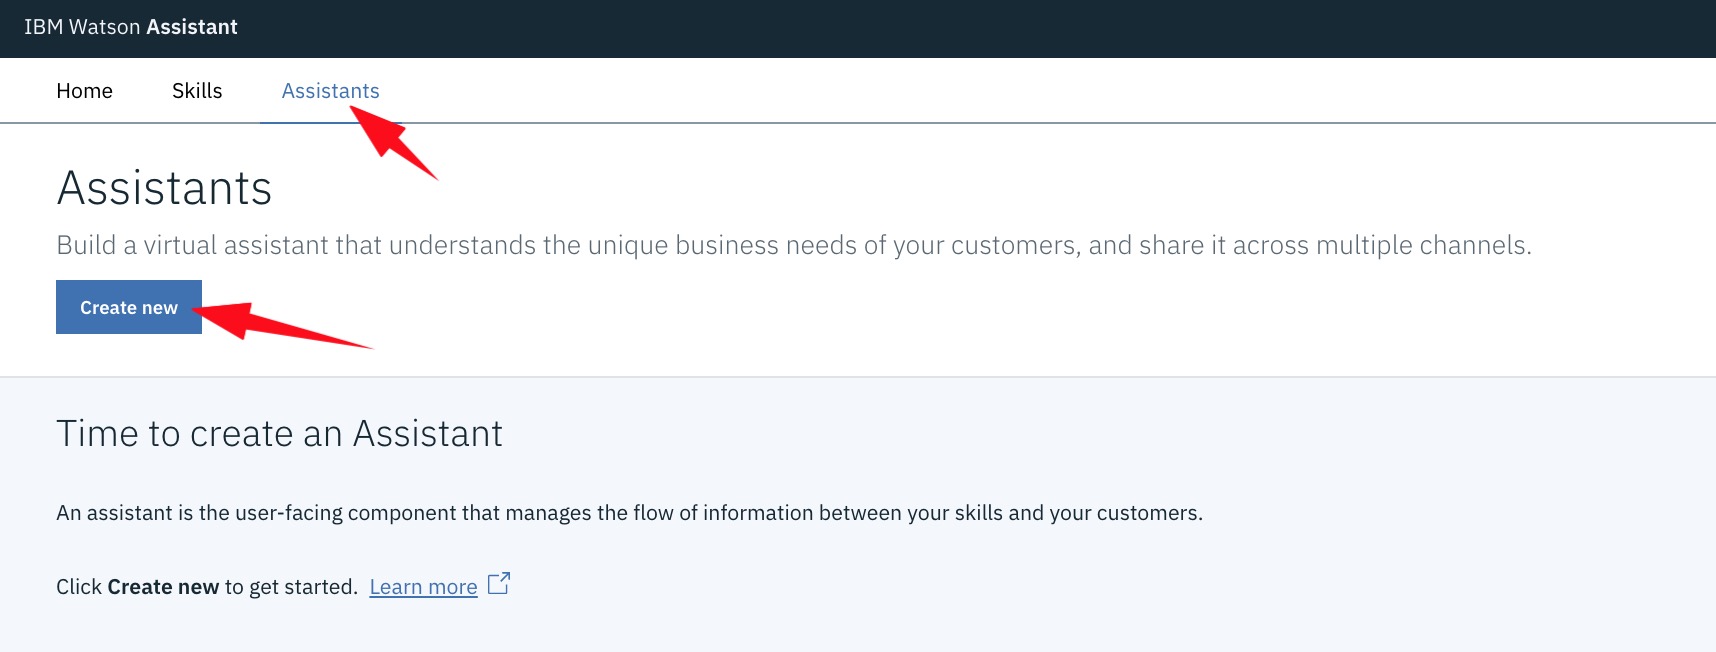 IBM Watson Assistant
Home Skills Assistants
Assistants
Build a virtual assistant that understands the unique business needs of your customers, and share it across multiple channels.
Create new
Time to create an Assistant
An assistant is the user-facing component that manages the flow of information between your skills and your customers.
Click Create new to get started. Learn more